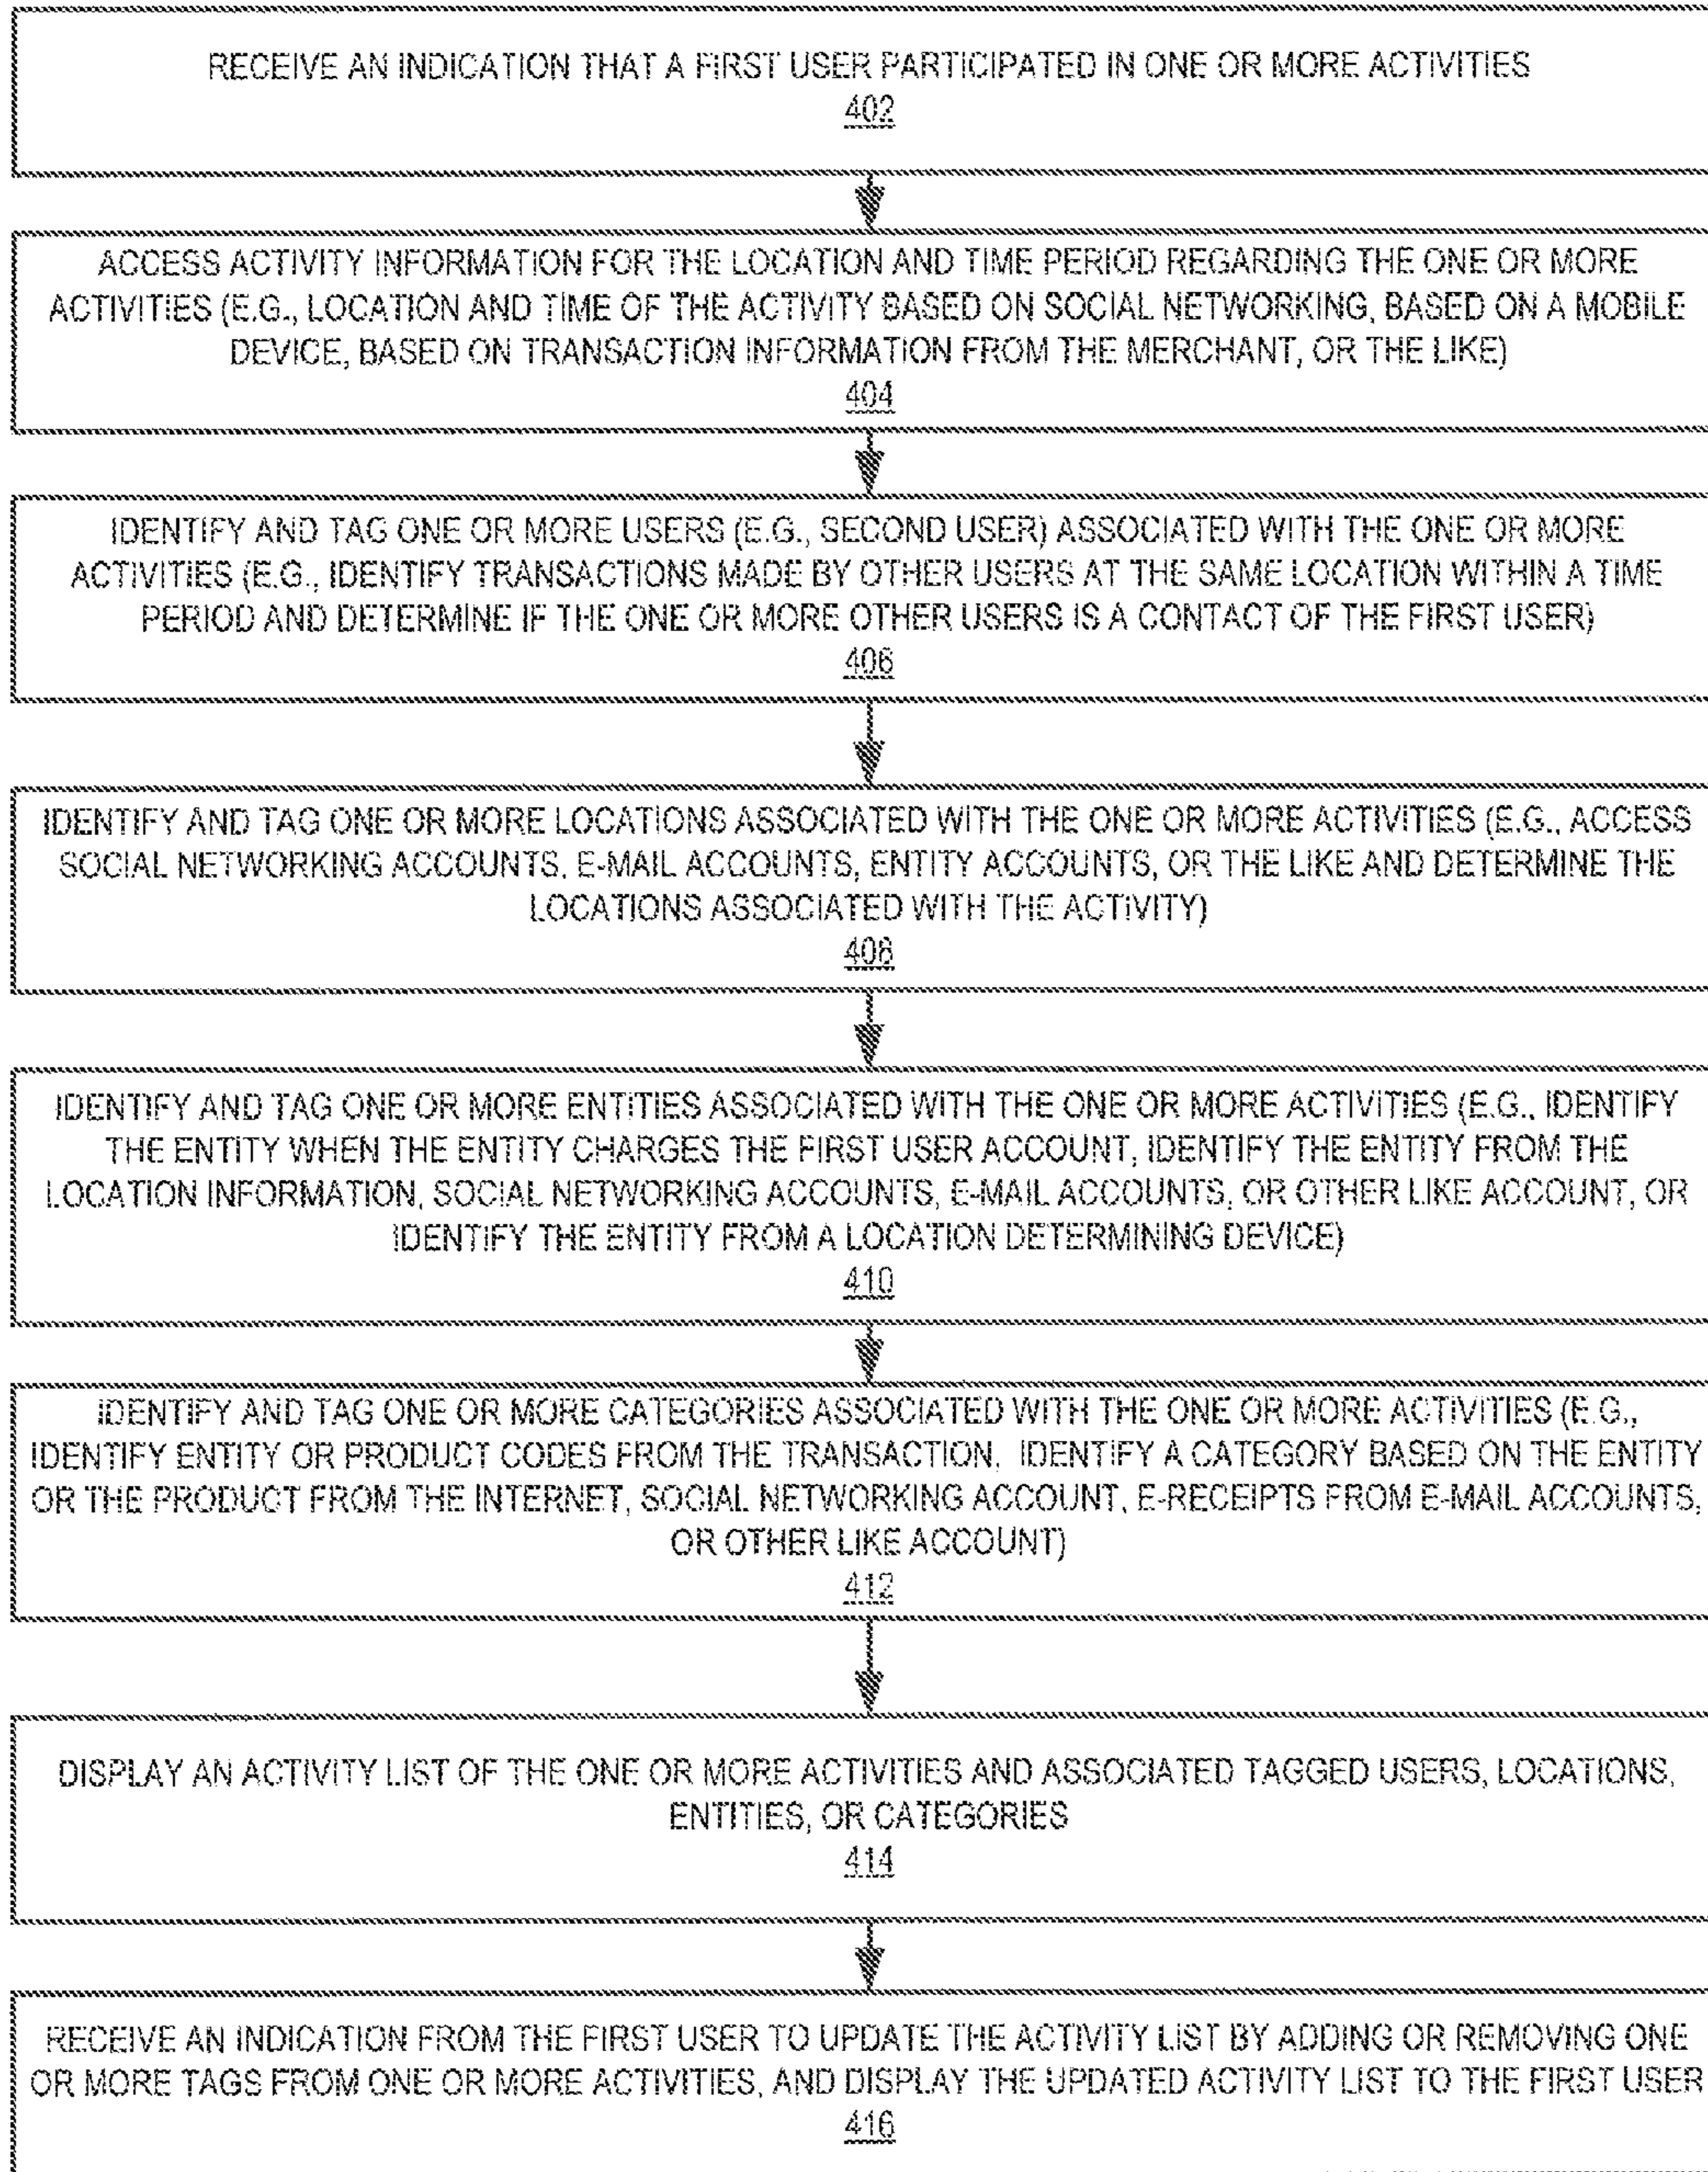 RECEIVE AN INDICATION THAT A FIRST USER PARTICIPATED IN ONE OR MORE ACTIVITIES
402
ACCESS ACTIVITY INFORMATION FOR THE LOCATION AND TIME PERIOD REGARDING THE ONE OR MORE
ACTIVITIES (E.G., LOCATION AND TIME OF THE ACTIVITY BASED ON SOCIAL NETWORKING, BASED ON A MOBILE
DEVICE, BASED ON TRANSACTION INFORMATION FROM THE MERCHANT, OR THE LIKE)
404
IDENTIFY AND TAG ONE OR MORE USERS (E.G., SECOND USER) ASSOCIATED WITH THE ONE OR MORE
ACTIVITIES (E.G., IDENTIFY TRANSACTIONS MADE BY OTHER USERS AT THE SAME LOCATION WITHIN A TIME
PERIOD AND DETERMINE IF THE ONE OR MORE OTHER USERS IS A CONTACT OF THE FIRST USER)
406
IDENTIFY AND TAG ONE OR MORE LOCATIONS ASSOCIATED WITH THE ONE OR MORE ACTIVITIES (E.G., ACCESS
SOCIAL NETWORKING ACCOUNTS, E-MAIL ACCOUNTS, ENTITY ACCOUNTS, OR THE LIKE AND DETERMINE THE
LOCATIONS ASSOCIATED WITH THE ACTIVITY)
408
IDENTIFY AND TAG ONE OR MORE ENTITIES ASSOCIATED WITH THE ONE OR MORE ACTIVITIES (E.G., IDENTIFY
THE ENTITY WHEN THE ENTITY CHARGES THE FIRST USER ACCOUNT, IDENTIFY THE ENTITY FROM THE
LOCATION INFORMATION, SOCIAL NETWORKING ACCOUNTS, E-MAIL ACCOUNTS, OR OTHER LIKE ACCOUNT, OR
IDENTIFY THE ENTITY FROM A LOCATION DETERMINING DEVICE)
410
IDENTIFY AND TAG ONE OR MORE CATEGORIES ASSOCIATED WITH THE ONE OR MORE ACTIVITIES (E.G.,
IDENTIFY ENTITY OR PRODUCT CODES FROM THE TRANSACTION, IDENTIFY A CATEGORY BASED ON THE ENTITY
OR THE PRODUCT FROM THE INTERNET, SOCIAL NETWORKING ACCOUNT, E-RECEIPTS FROM E-MAIL ACCOUNTS,
OR OTHER LIKE ACCOUNT)
412
DISPLAY AN ACTIVITY LIST OF THE ONE OR MORE ACTIVITIES AND ASSOCIATED TAGGED USERS, LOCATIONS,
ENTITIES, OR CATEGORIES
414
RECEIVE AN INDICATION FROM THE FIRST USER TO UPDATE THE ACTIVITY LIST BY ADDING OR REMOVING ONE
OR MORE TAGS FROM ONE OR MORE ACTIVITIES, AND DISPLAY THE UPDATED ACTIVITY LIST TO THE FIRST USER
416